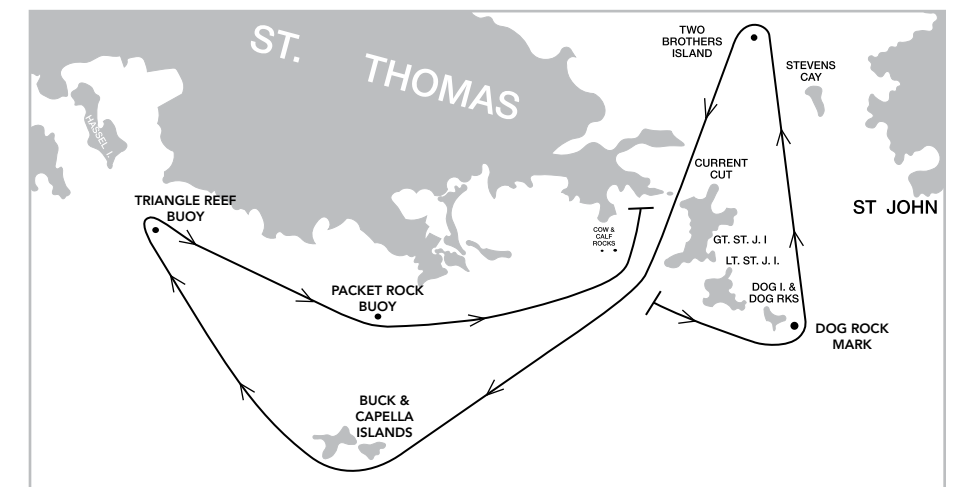 ST. THOMAS
TWO
BROTHERS
ISLAND
STEVENS
CAY
HASSEL I.
CURRENT
CUT
TRIANGLE REEF
BUOY
ST JOHN
COW &
CALF
ROCKS
GT. ST. J. I
LT. ST. J. I.
PACKET ROCK
BUOY
DOG I. &
DOG RKS
DOG ROCK
MARK
BUCK &
CAPELLA
ISLANDS